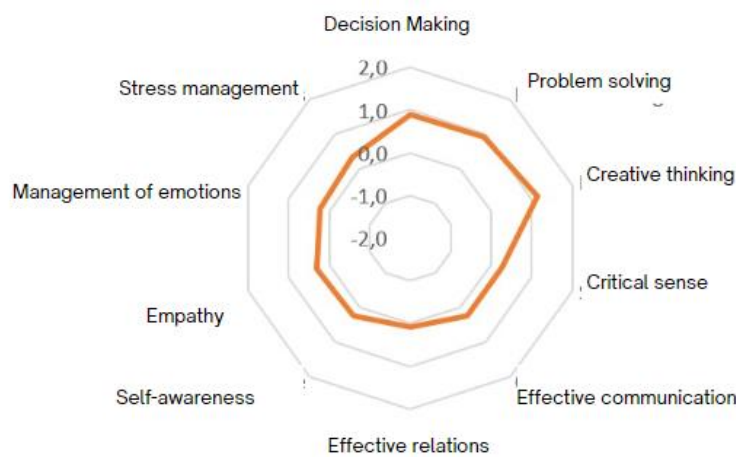 Decision Making
2,0
Stress management
Problem solving
1,0
0,0
Management of emotions
Creative thinking
-1,0
-2,0
Critical sense
Empathy
Self-awareness
Effective communication
Effective relations